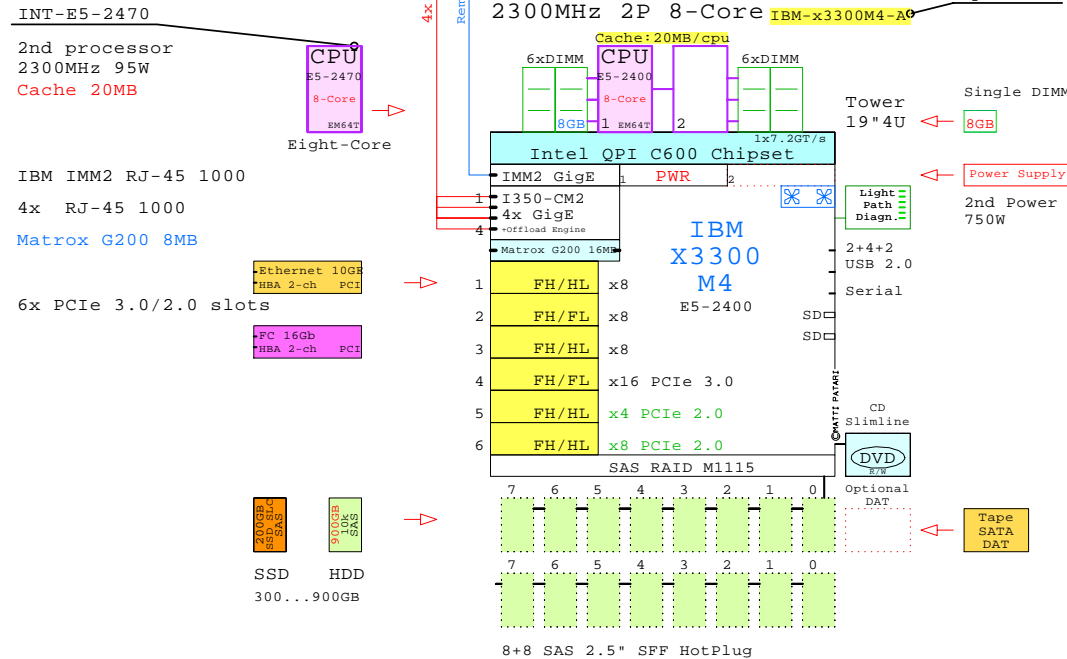 INT-E5-2470
2nd processor
2300MHz 95W
Cache 20MB
CPU
E5-2470
8-Core
EM64T
Eight-Core
4x
2300MHz 2P 8-Core
IBM-x3300M4-A
Cache:20MB/cpu
6xDIMM
CPU
E5-2400
8-Core
1 EM64T
2
6xDIMM
8GB
1x7.2GT/s
Intel QPI C600 Chipset
IMM2 GigE
1 PWR 2
1 I350-CM2
4x GigE
4 +Offload Engine
Matrox G200 16MB
IBM
X3300
M4
E5-2400
Tower
19"4U
Single DIMM
8GB
Power Supply
2nd Power
750W
Light
Path
Diagn.
2+4+2
USB 2.0
Serial
SD
SD
IBM IMM2 RJ-45 1000
4x RJ-45 1000
Matrox G200 8MB
Ethernet 10GE
HBA 2-ch PCI
6x PCIe 3.0/2.0 slots
FC 16Gb
HBA 2-ch PCI
1 FH/HL x8
2 FH/FL x8
3 FH/HL x8
4 FH/FL x16 PCIe 3.0
5 FH/HL x4 PCIe 2.0
6 FH/HL x8 PCIe 2.0
SAS RAID M1115
©MATTI PATARI
CD
Slimline
DVD
R/W
Optional
DAT
Tape
SATA
DAT
200GB
SSD SLC
SAS
900GB
10k
SAS
SSD HDD
300...900GB
7 6 5 4 3 2 1 0
7 6 5 4 3 2 1 0
8+8 SAS 2.5" SFF HotPlug